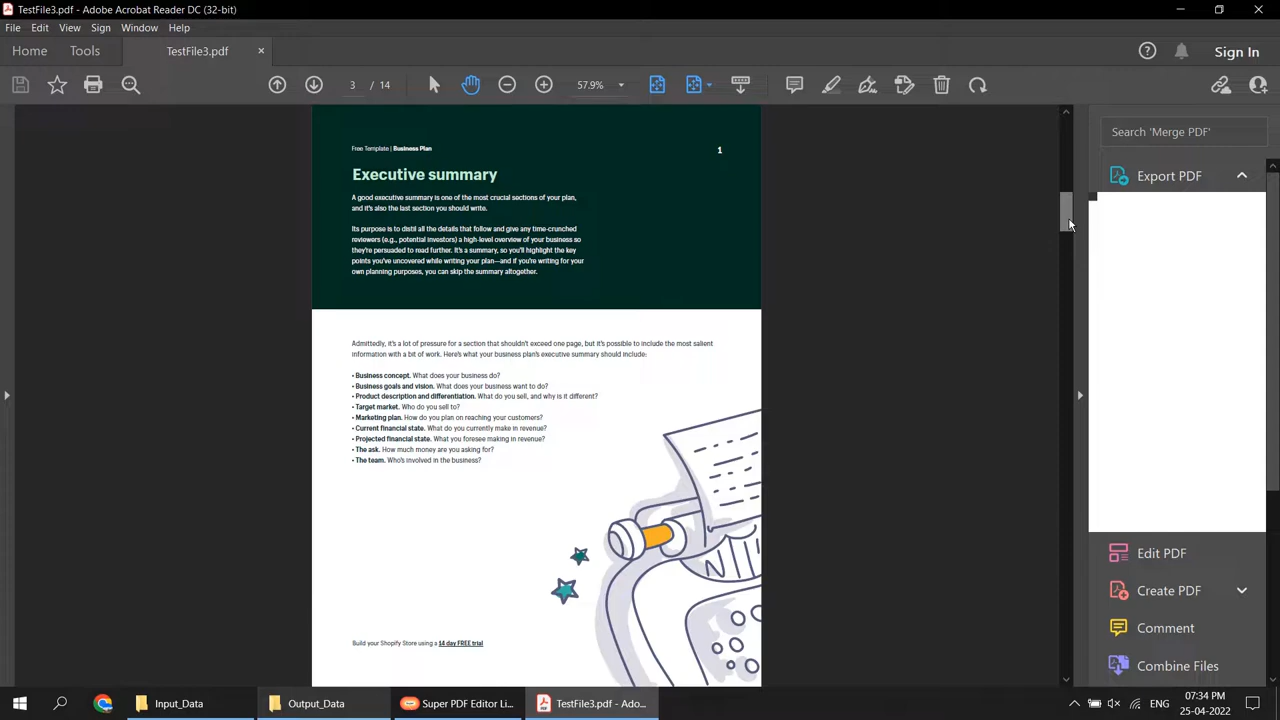 TestFile3.pdf - Adobe Acrobat Reader DC (32-bit)
File Edit View Sign Window Help
Home Tools TestFile3.pdf × Sign In
3 / 14 57.9%
Search 'Merge PDF'
Export PDF
Free Template | Business Plan 1
Executive summary
A good executive summary is one of the most crucial sections of your plan,
and it's also the last section you should write.
Its purpose is to distil all the details that follow and give any time-crunched
reviewers (e.g., potential investors) a high-level overview of your business so
they're persuaded to read further. It's a summary, so you'll highlight the key
points you've uncovered while writing your plan—and if you're writing for your
own planning purposes, you can skip the summary altogether.
Admittedly, it's a lot of pressure for a section that shouldn't exceed one page, but it's possible to include the most salient
information with a bit of work. Here's what your business plan's executive summary should include:
• Business concept. What does your business do?
• Business goals and vision. What does your business want to do?
• Product description and differentiation. What do you sell, and why is it different?
• Target market. Who do you sell to?
• Marketing plan. How do you plan on reaching your customers?
• Current financial state. What do you currently make in revenue?
• Projected financial state. What you foresee making in revenue?
• The ask. How much money are you asking for?
• The team. Who's involved in the business?
Build your Shopify Store using a 14 day FREE trial
Edit PDF
Create PDF
Comment
Combine Files
Input_Data Output_Data Super PDF Editor Li... TestFile3.pdf - Ado... ENG 07:34 PM
25-04-2022